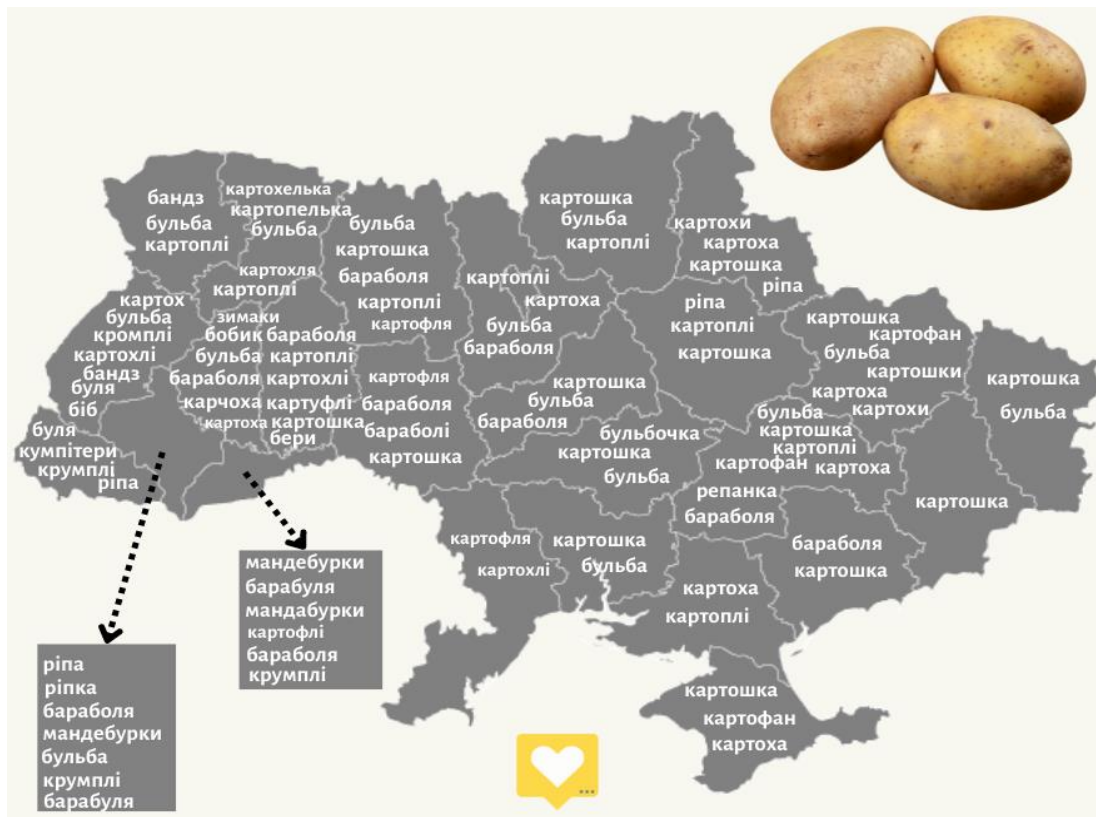 бандз
бульба
картоплі
картохелька
картопелька
бульба
картохля
картоплі
бульба
картошка
бараболя
картоплі
картофля
картоплі
картоха
бульба
бараболя
картошка
бульба
картоплі
картохи
картоха
картошка
ріпа
картох
бульба
кромплі
картохлі
бандз
буля
біб
зимаки
бобик
бульба
бараболя
карчоха
картоха
бараболя
картоплі
картохлі
картуфлі
картошка
бери
картофля
бараболя
бараболі
картошка
картошка
бульба
бараболя
ріпа
картоплі
картошка
картошка
картофан
бульба
картошки
картоха
картохи
картошка
бульба
буля
кумпітери
крумплі
ріпа
бульбочка
картошка
бульба
бульба
картошка
картоплі
картофан
картоха
репанка
бараболя
картошка
картофля
картохлі
картошка
бульба
бараболя
картошка
картоха
картоплі
картошка
картофан
картоха
мандебурки
барабуля
мандабурки
картофлі
бараболя
крумплі
ріпа
ріпка
бараболя
мандебурки
бульба
крумплі
барабуля